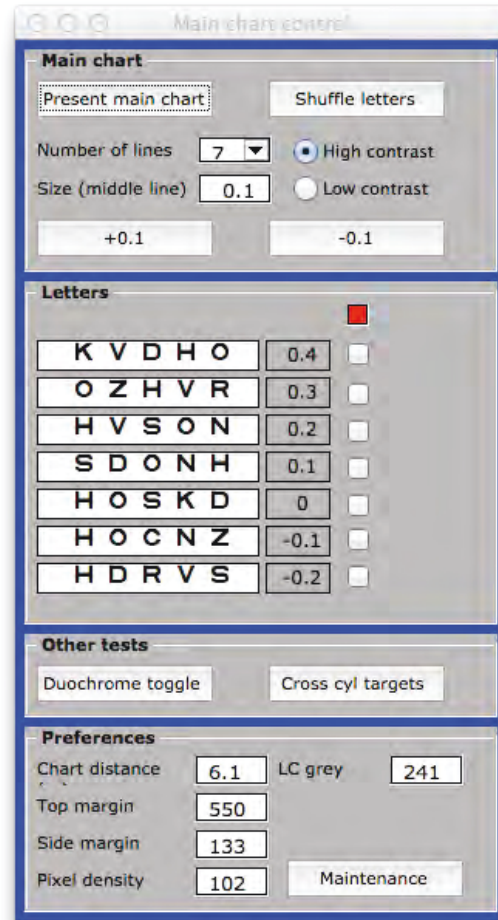 Main chart control
Main chart
Present main chart Shuffle letters
Number of lines 7 High contrast
Size (middle line) 0.1 Low contrast
+0.1 -0.1
Letters
K V D H O 0.4
O Z H V R 0.3
H V S O N 0.2
S D O N H 0.1
H O S K D 0
H O C N Z -0.1
H D R V S -0.2
Other tests
Duochrome toggle Cross cyl targets
Preferences
Chart distance 6.1 LC grey 241
Top margin 550
Side margin 133
Pixel density 102 Maintenance